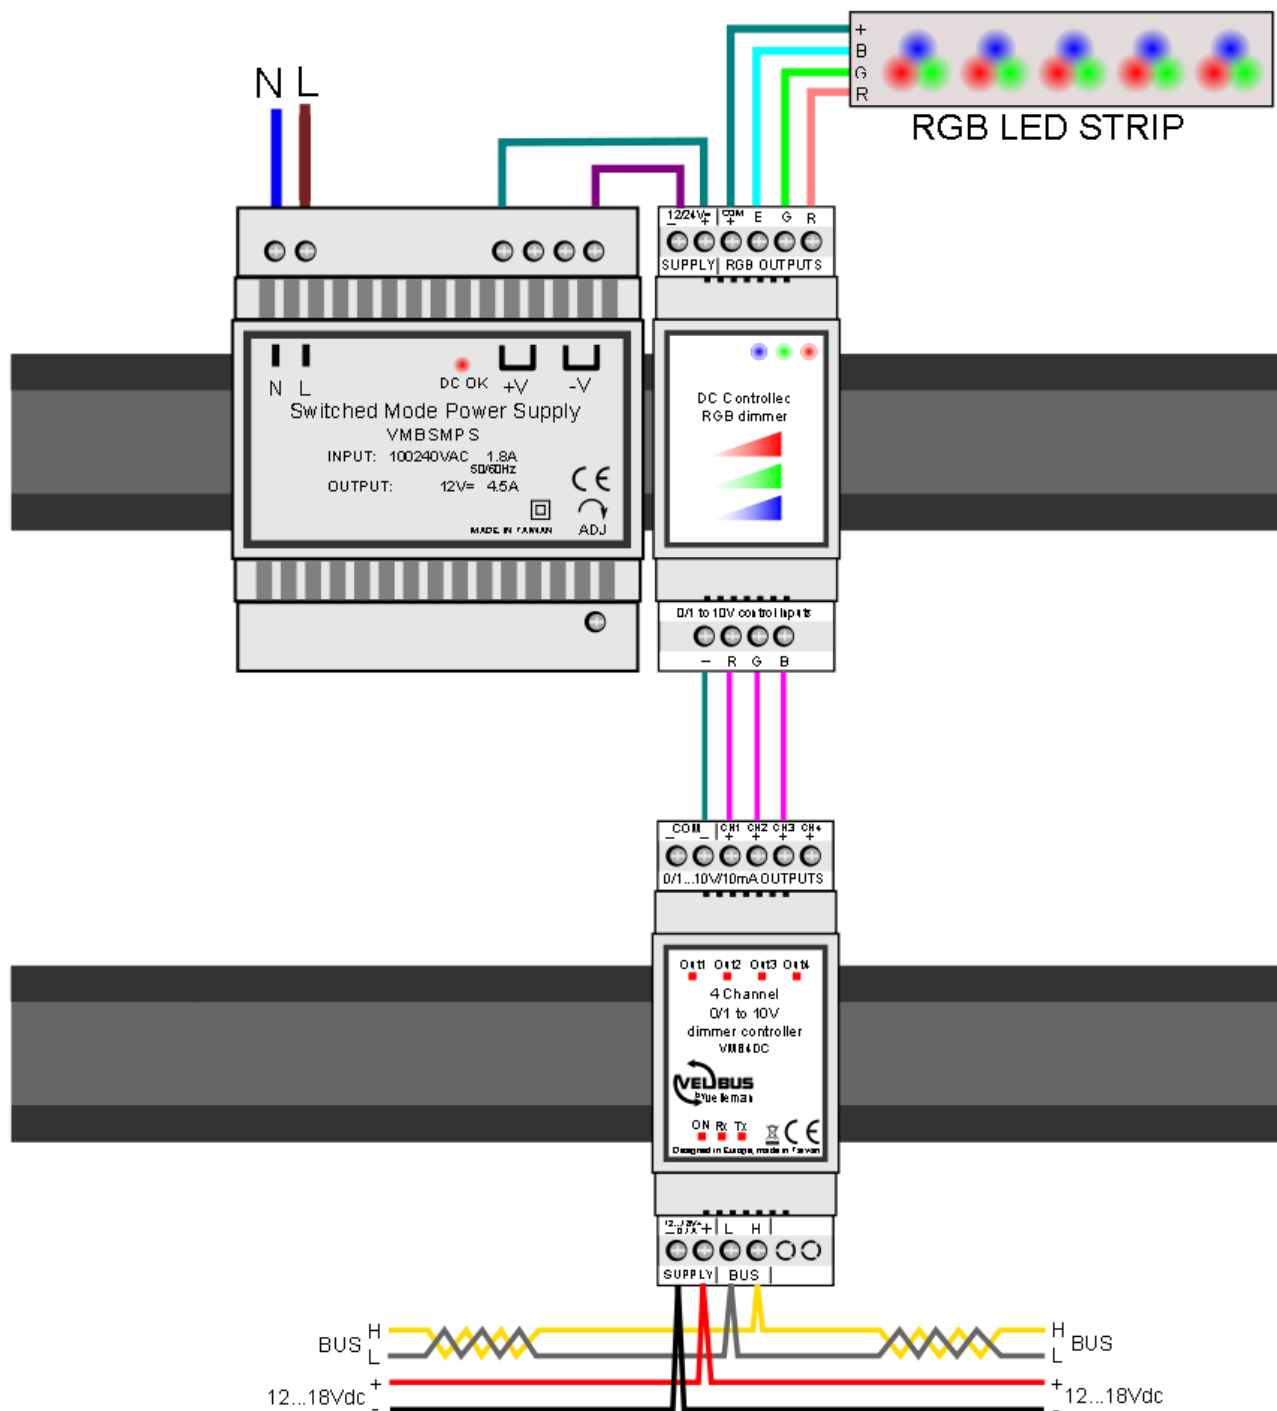 N L
+
B
G
R
RGB LED STRIP
12/24V=
- +
COM
+ E G R
SUPPLY RGB OUTPUTS
N L
DC OK +V -V
Switched Mode Power Supply
VMBSMPS
INPUT: 100240VAC 1.8A
50/60Hz
OUTPUT: 12V= 4.5A
CE
MADE IN TAIWAN ADJ
DC Controllec
RGB dimmer
0/1 to 10V control Inputs
- R G B
COM CH1 CH2 CH3 CH4
- - + + + +
0/1...10V/10mA OUTPUTS
Out1 Out2 Out3 Out4
4 Channel
0/1 to 10V
dimmer controller
VMB4DC
VELBUS
by velleman
ON Rx Tx
CE
Designed in Europe, made in Taiwan
- + L H
SUPPLY BUS
BUS H
L
12...18Vdc +
-
H BUS
L
+ 12...18Vdc
-